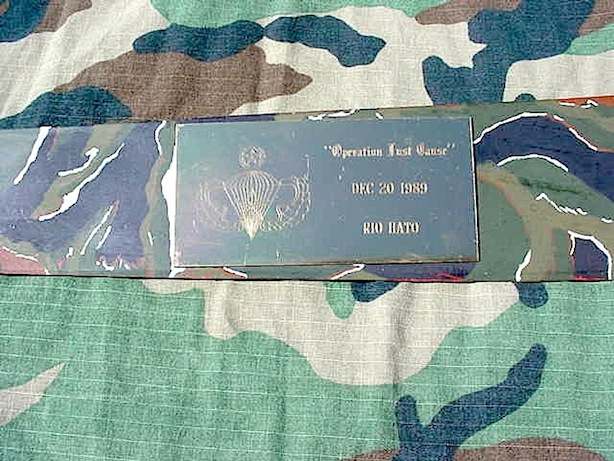 "Operation Just Cause"
DEC 20 1989
RIO HATO